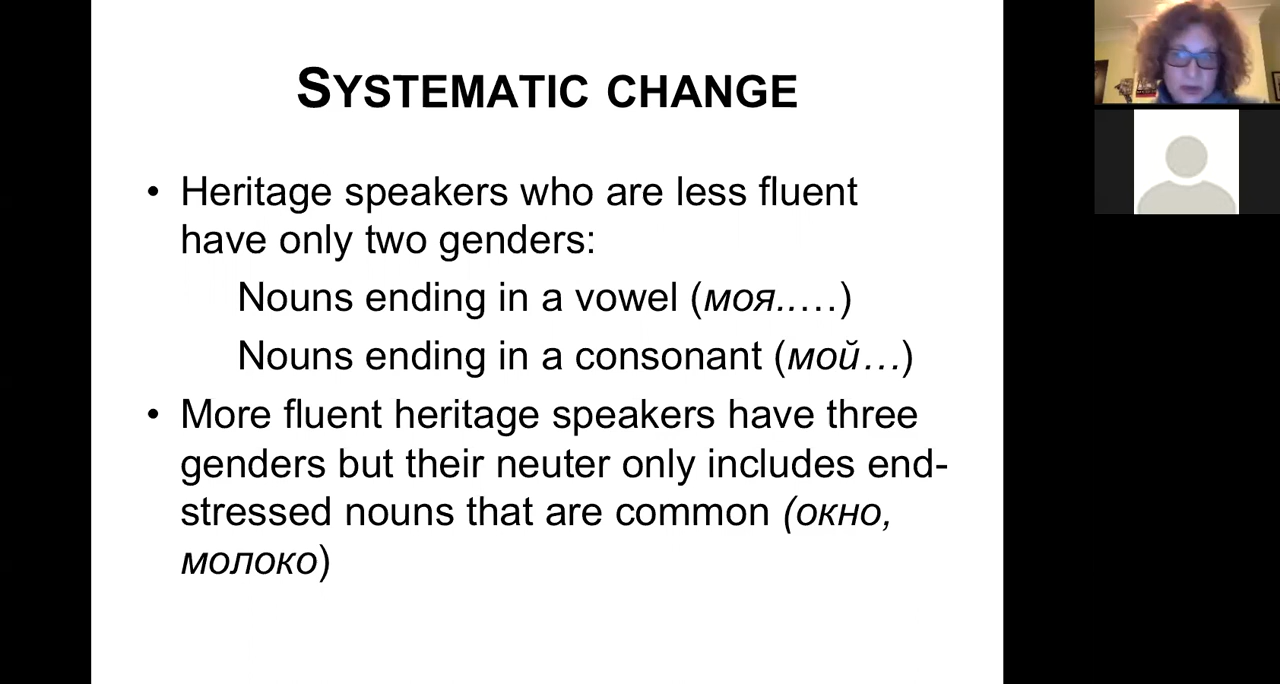 SYSTEMATIC CHANGE
• Heritage speakers who are less fluent
have only two genders:
Nouns ending in a vowel (моя.….)
Nouns ending in a consonant (мой…)
• More fluent heritage speakers have three
genders but their neuter only includes end-
stressed nouns that are common (окно,
молоко)